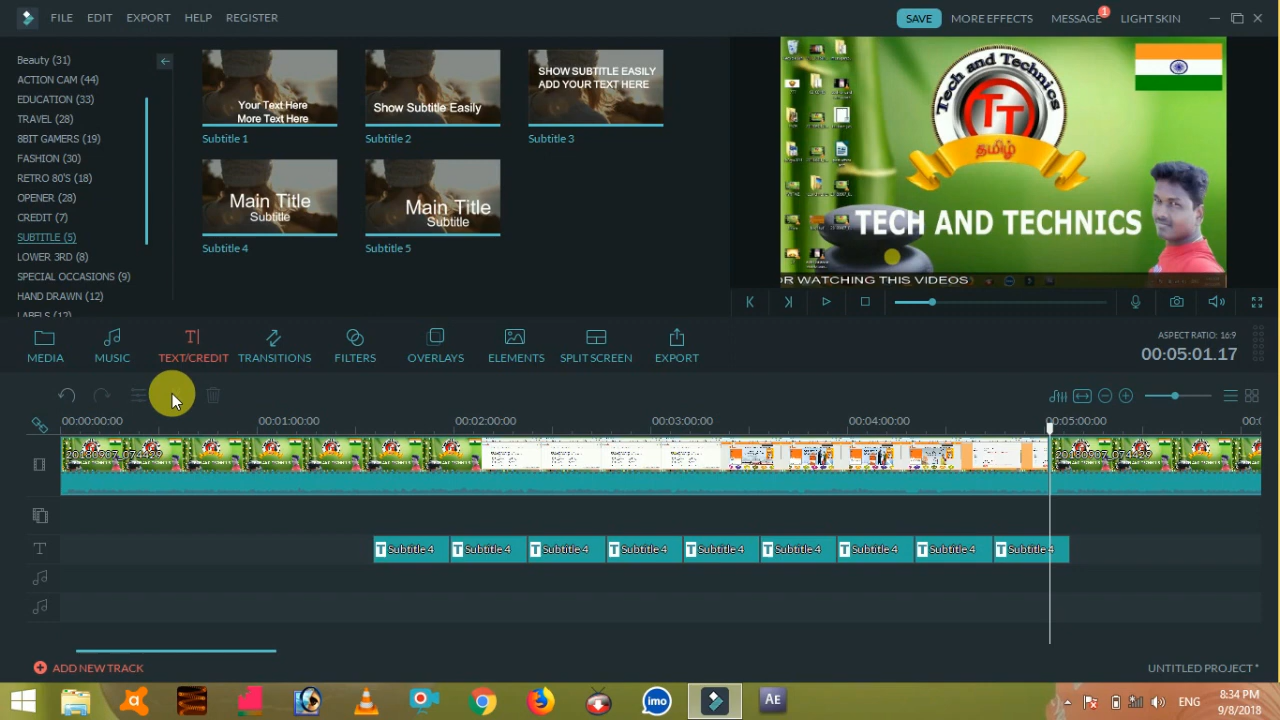 FILE EDIT EXPORT HELP REGISTER
SAVE MORE EFFECTS MESSAGE 1 LIGHT SKIN
Beauty (31)
ACTION CAM (44)
EDUCATION (33)
TRAVEL (28)
8BIT GAMERS (19)
FASHION (30)
RETRO 80'S (18)
OPENER (28)
CREDIT (7)
SUBTITLE (5)
LOWER 3RD (8)
SPECIAL OCCASIONS (9)
HAND DRAWN (12)
LABELS (17)
Your Text Here
More Text Here
Subtitle 1
Show Subtitle Easily
Subtitle 2
SHOW SUBTITLE EASILY
ADD YOUR TEXT HERE
Subtitle 3
Main Title
Subtitle
Subtitle 4
Main Title
Subtitle
Subtitle 5
Tech and Technics
TT
தமிழ்
TECH AND TECHNICS
OR WATCHING THIS VIDEOS
MEDIA MUSIC TEXT/CREDIT TRANSITIONS FILTERS OVERLAYS ELEMENTS SPLIT SCREEN EXPORT
ASPECT RATIO: 16:9
00:05:01.17
00:00:00:00 00:01:00:00 00:02:00:00 00:03:00:00 00:04:00:00 00:05:00:00
20180907_074429 20180907_074429
Subtitle 4 Subtitle 4 Subtitle 4 Subtitle 4 Subtitle 4 Subtitle 4 Subtitle 4 Subtitle 4 Subtitle 4
ADD NEW TRACK
UNTITLED PROJECT *
imo
AE
ENG
8:34 PM
9/8/2018